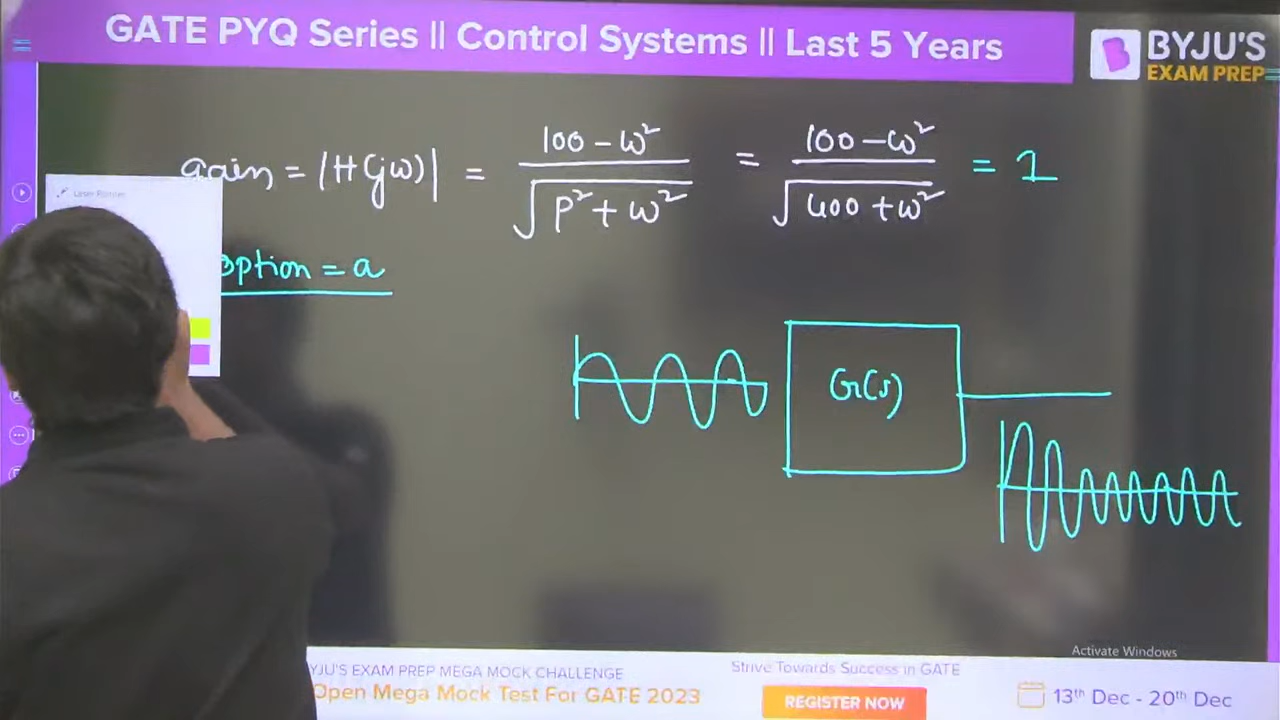 GATE PYQ Series || Control Systems || Last 5 Years
BYJU'S
EXAM PREP
Gain = |H(jω)| = 100 - ω² / √(P² + ω²) = 100 - ω² / √(400 + ω²) = 1
Laser Pointer
option = a
G(s)
Activate Windows
YJU'S EXAM PREP MEGA MOCK CHALLENGE
Open Mega Mock Test For GATE 2023
Strive Towards Success in GATE
REGISTER NOW
13th Dec - 20th Dec